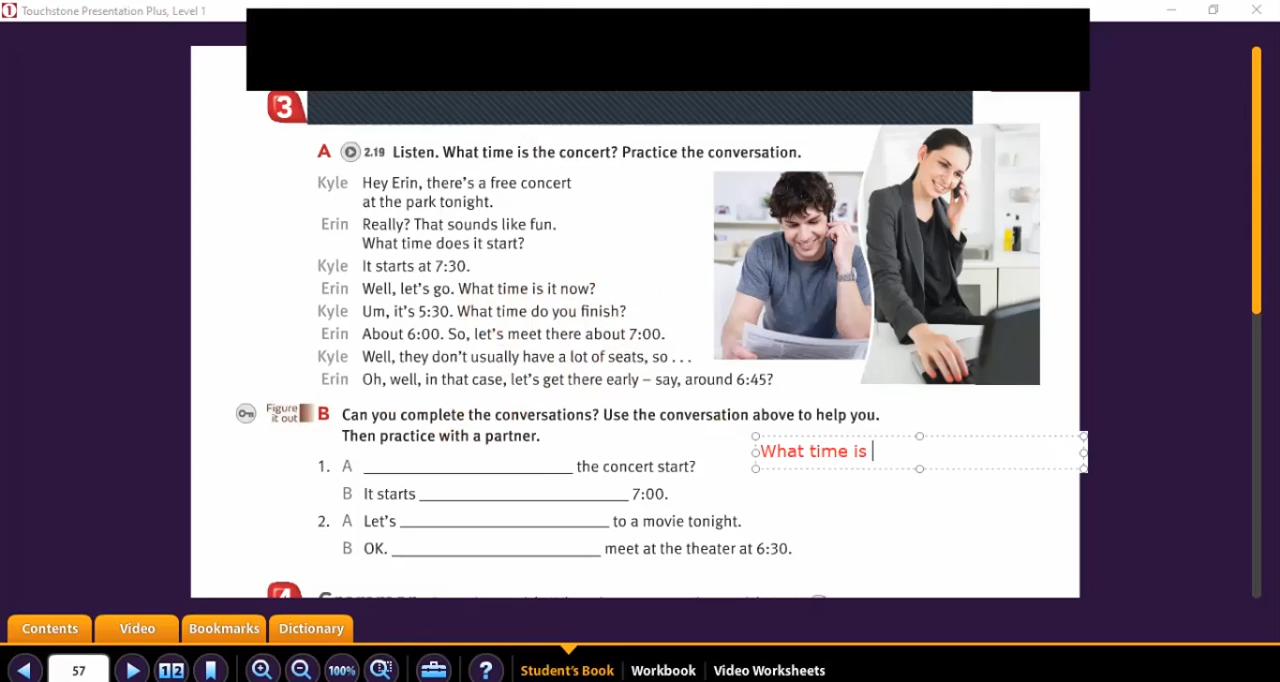 Touchstone Presentation Plus, Level 1
3
A 2.19 Listen. What time is the concert? Practice the conversation.
Kyle Hey Erin, there's a free concert
at the park tonight.
Erin Really? That sounds like fun.
What time does it start?
Kyle It starts at 7:30.
Erin Well, let's go. What time is it now?
Kyle Um, it's 5:30. What time do you finish?
Erin About 6:00. So, let's meet there about 7:00.
Kyle Well, they don't usually have a lot of seats, so . . .
Erin Oh, well, in that case, let's get there early – say, around 6:45?
Figure
it out
B Can you complete the conversations? Use the conversation above to help you.
Then practice with a partner.
What time is
1. A ______________________ the concert start?
B It starts ______________________ 7:00.
2. A Let's ______________________ to a movie tonight.
B OK. ______________________ meet at the theater at 6:30.
Contents Video Bookmarks Dictionary
57 12 100% ? Student's Book Workbook Video Worksheets